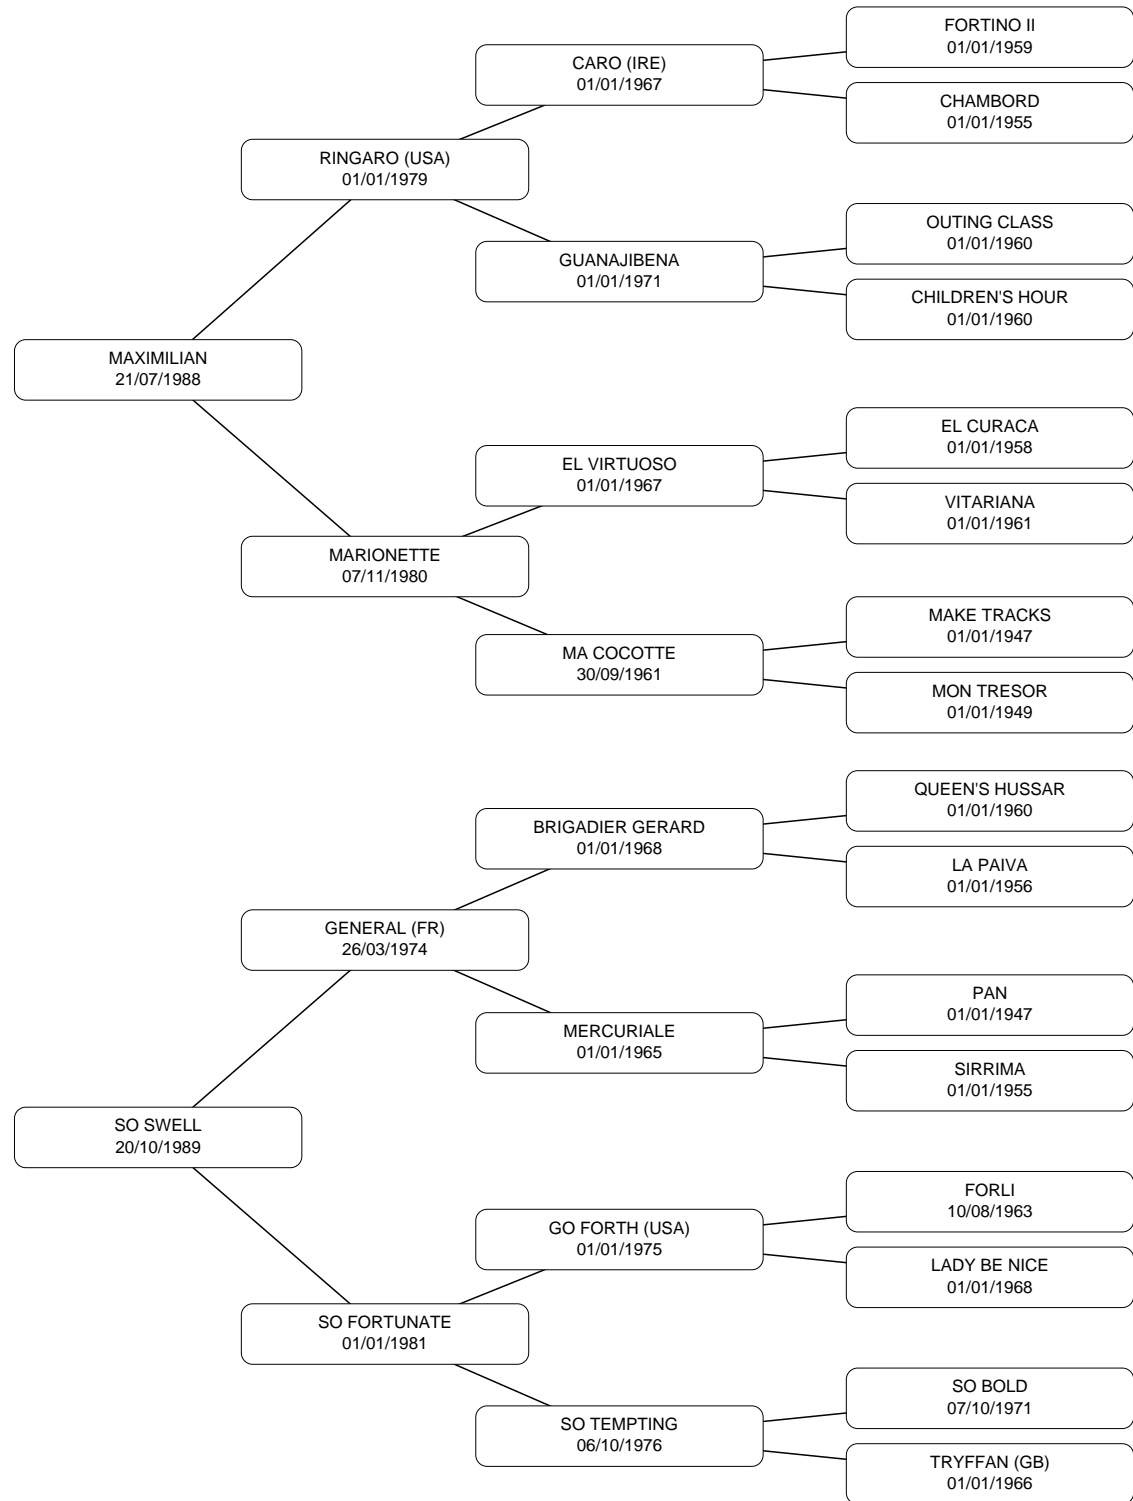 FORTINO II
01/01/1959
CARO (IRE)
01/01/1967
CHAMBORD
01/01/1955
RINGARO (USA)
01/01/1979
OUTING CLASS
01/01/1960
GUANAJIBENA
01/01/1971
CHILDREN'S HOUR
01/01/1960
MAXIMILIAN
21/07/1988
EL CURACA
01/01/1958
EL VIRTUOSO
01/01/1967
VITARIANA
01/01/1961
MARIONETTE
07/11/1980
MAKE TRACKS
01/01/1947
MA COCOTTE
30/09/1961
MON TRESOR
01/01/1949
QUEEN'S HUSSAR
01/01/1960
BRIGADIER GERARD
01/01/1968
LA PAIVA
01/01/1956
GENERAL (FR)
26/03/1974
PAN
01/01/1947
MERCURIALE
01/01/1965
SIRRIMA
01/01/1955
SO SWELL
20/10/1989
FORLI
10/08/1963
GO FORTH (USA)
01/01/1975
LADY BE NICE
01/01/1968
SO FORTUNATE
01/01/1981
SO BOLD
07/10/1971
SO TEMPTING
06/10/1976
TRYFFAN (GB)
01/01/1966